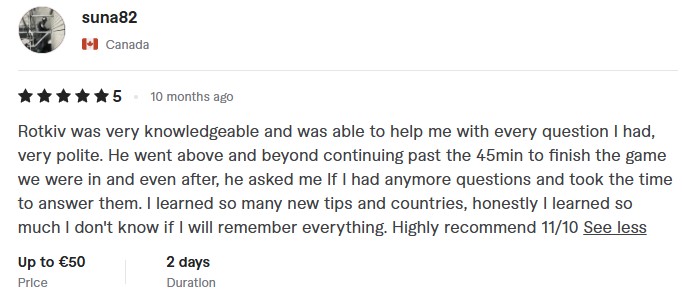 suna82
Canada
5 10 months ago
Rotkiv was very knowledgeable and was able to help me with every question I had,
very polite. He went above and beyond continuing past the 45min to finish the game
we were in and even after, he asked me If I had anymore questions and took the time
to answer them. I learned so many new tips and countries, honestly I learned so
much I don't know if I will remember everything. Highly recommend 11/10 See less
Up to €50 2 days
Price Duration